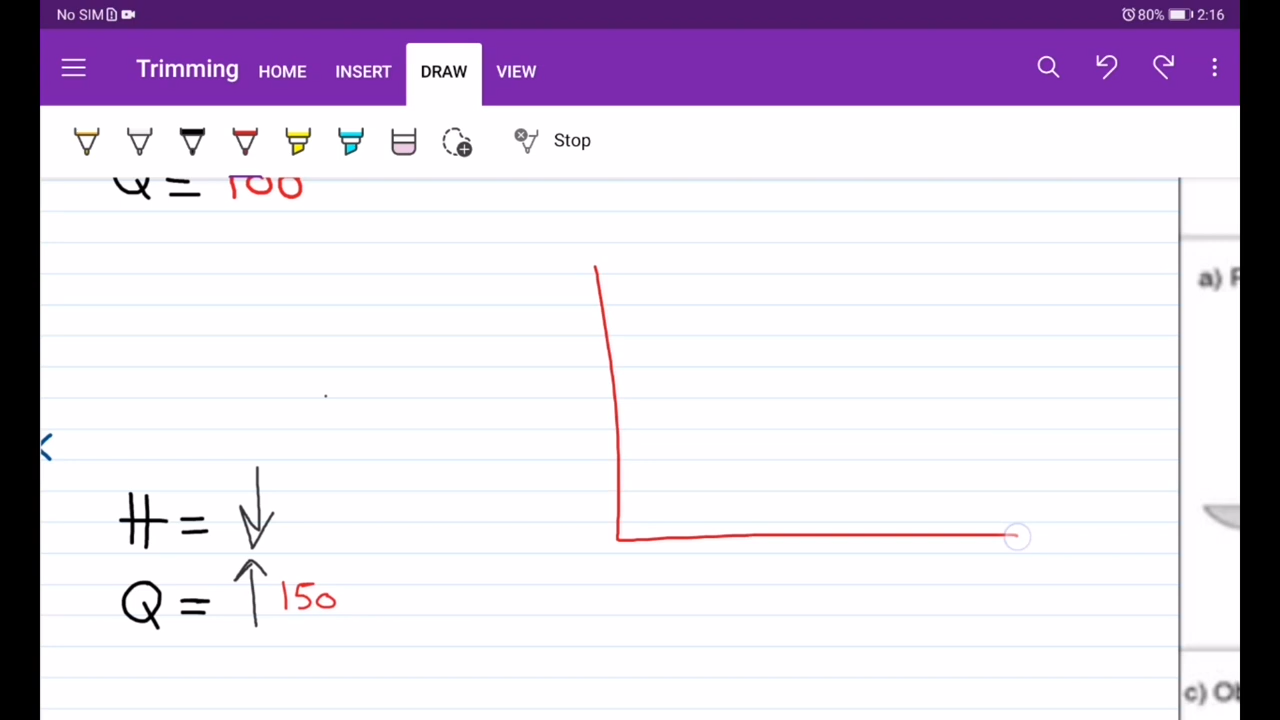 No SIM 80% 2:16
Trimming HOME INSERT DRAW VIEW
Stop
Q = 100
a)
H = ↓
Q = ↑ 150
c) Ob